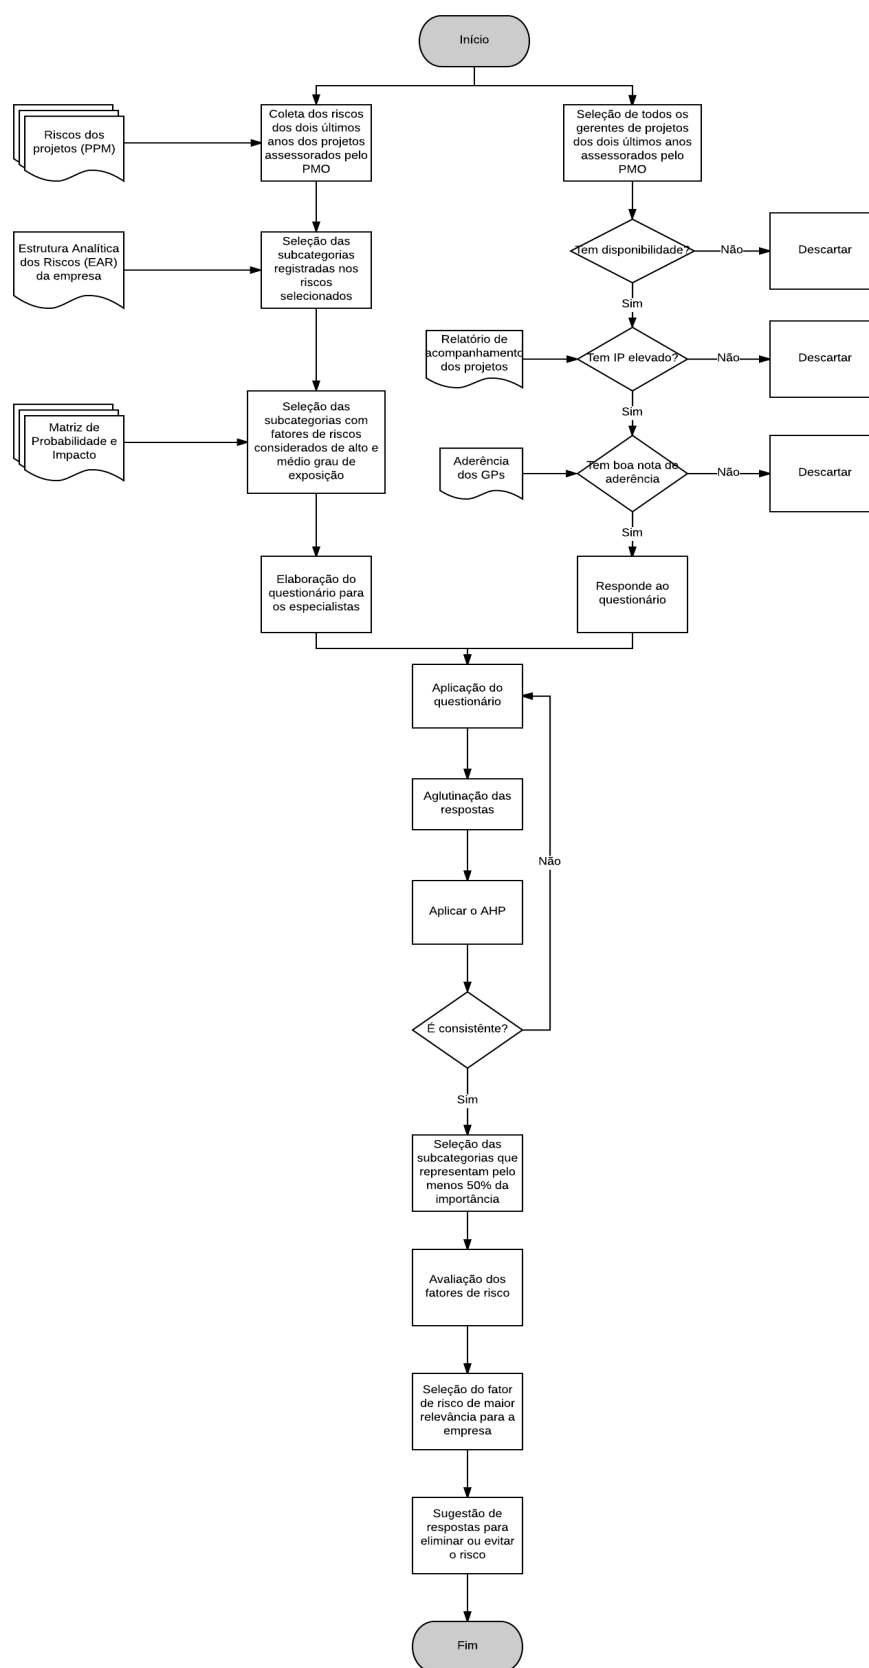 Início
Riscos dos
projetos (PPM)
Coleta dos riscos
dos dois últimos
anos dos projetos
assessorados pelo
PMO
Seleção de todos os
gerentes de projetos
dos dois últimos anos
assessorados pelo
PMO
Estrutura Analítica
dos Riscos (EAR)
da empresa
Seleção das
subcategorias
registradas nos
riscos
selecionados
Tem disponibilidade?
Não
Descartar
Sim
Relatório de
acompanhamento
dos projetos
Tem IP elevado?
Não
Descartar
Sim
Matriz de
Probabilidade e
Impacto
Seleção das
subcategorias com
fatores de riscos
considerados de alto e
médio grau de
exposição
Aderência
dos GPs
Tem boa nota de
aderência
Não
Descartar
Sim
Elaboração do
questionário para
os especialistas
Responde ao
questionário
Aplicação do
questionário
Aglutinação das
respostas
Não
Aplicar o AHP
É consistênte?
Sim
Seleção das
subcategorias que
representam pelo
menos 50% da
importância
Avaliação dos
fatores de risco
Seleção do fator
de risco de maior
relevância para a
empresa
Sugestão de
respostas para
eliminar ou evitar
o risco
Fim